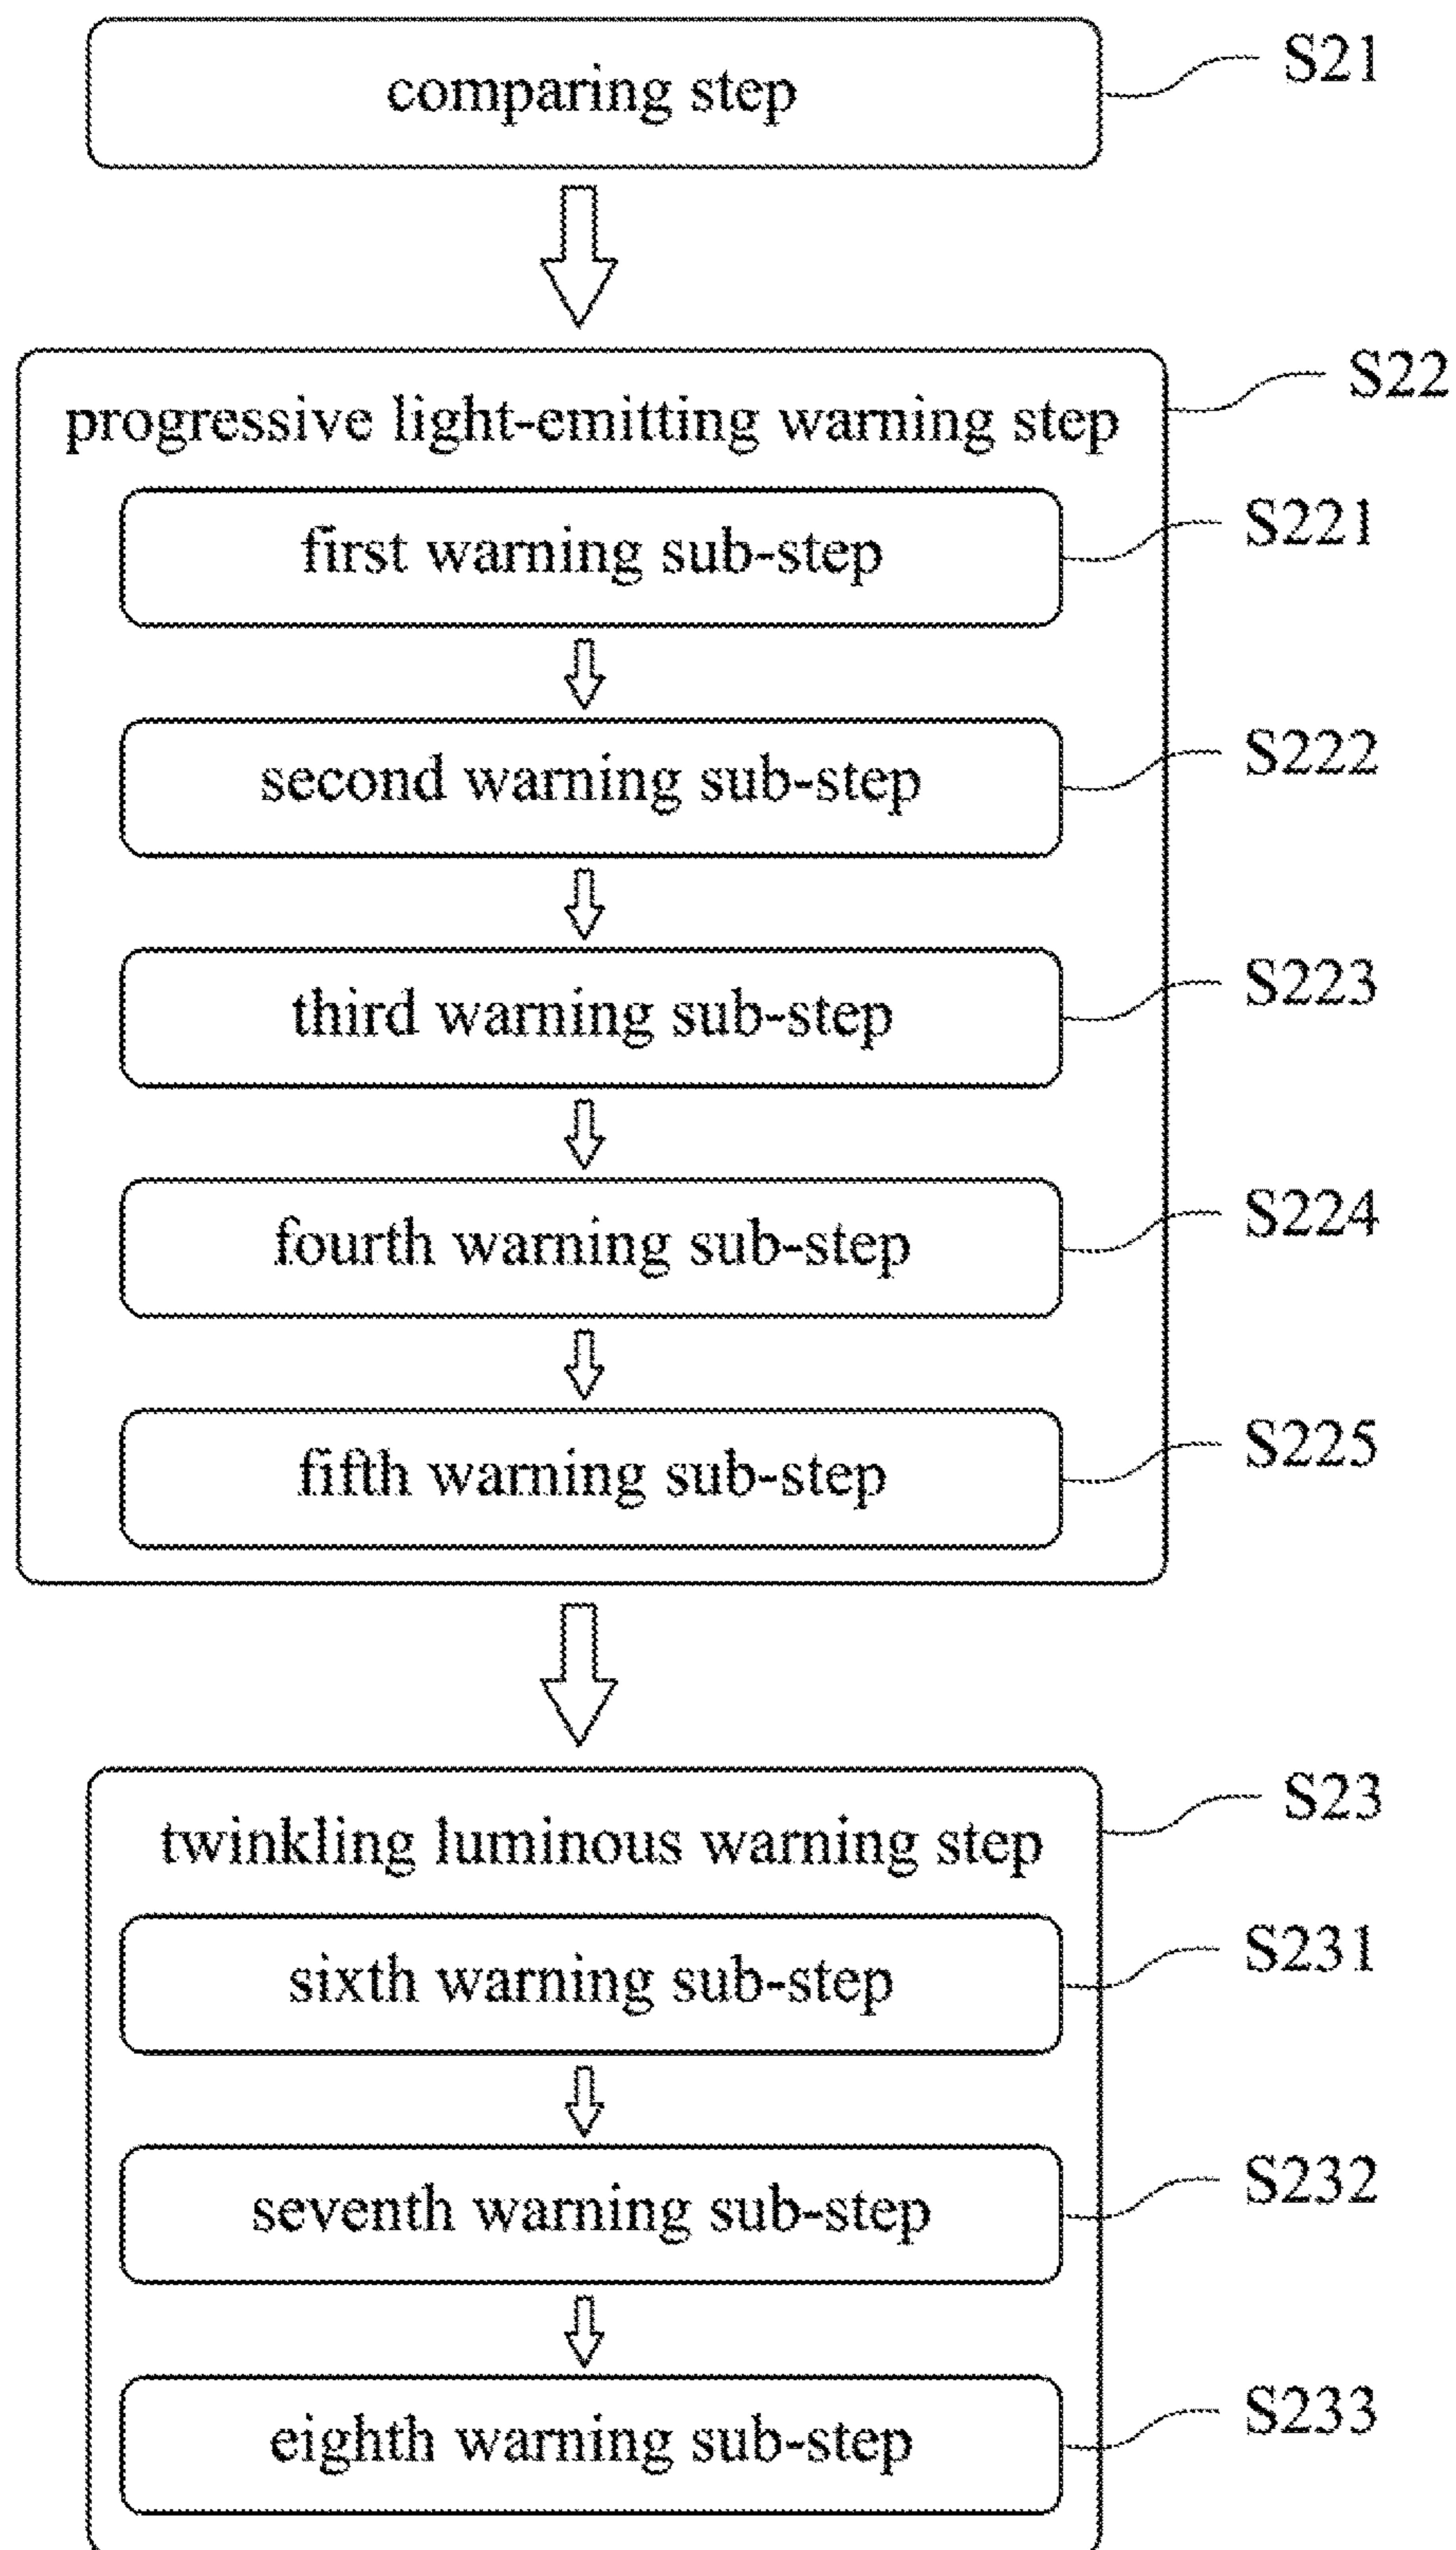 comparing step
S21
progressive light-emitting warning step
S22
first warning sub-step
S221
second warning sub-step
S222
third warning sub-step
S223
fourth warning sub-step
S224
fifth warning sub-step
S225
twinkling luminous warning step
S23
sixth warning sub-step
S231
seventh warning sub-step
S232
eighth warning sub-step
S233